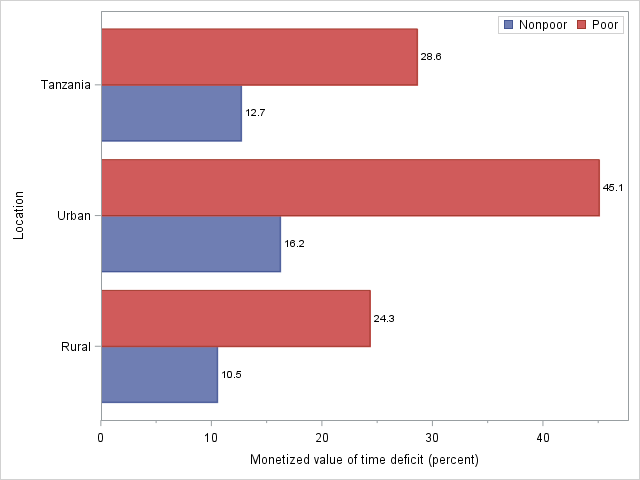 Nonpoor Poor
Tanzania
28.6
12.7
Urban
45.1
16.2
Rural
24.3
10.5
Location
0 10 20 30 40
Monetized value of time deficit (percent)